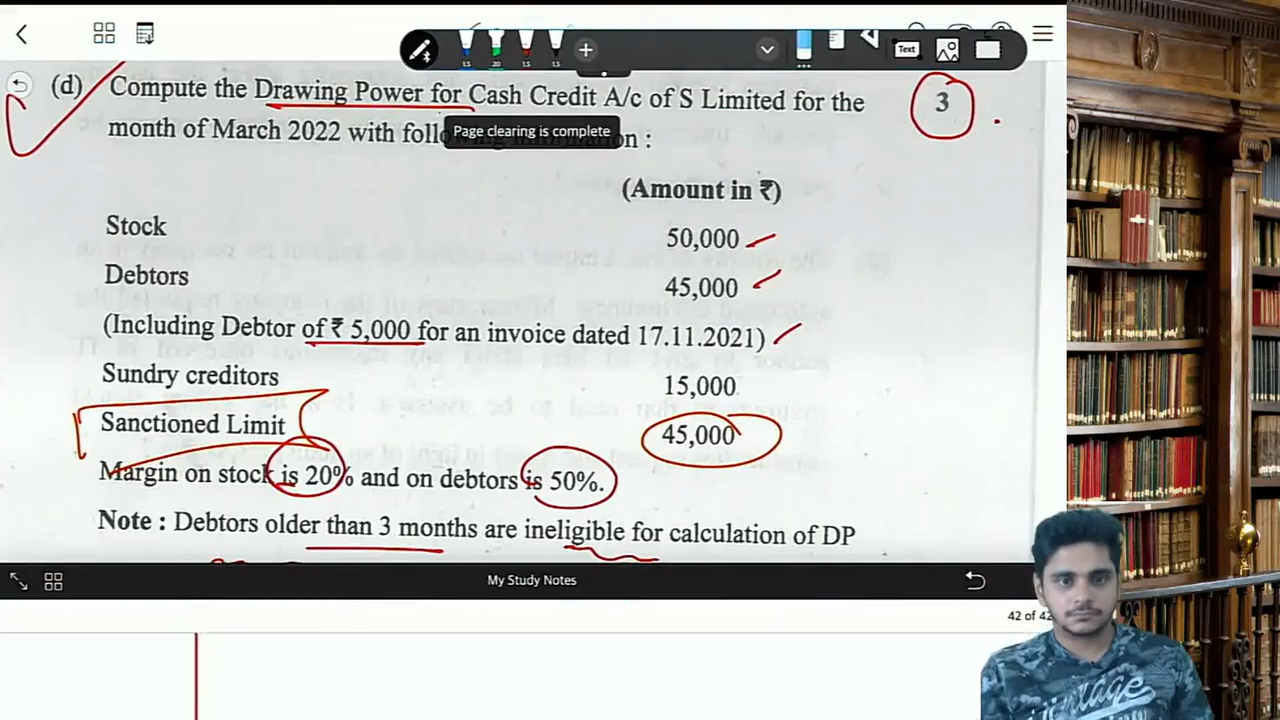 Text
(d) Compute the Drawing Power for Cash Credit A/c of S Limited for the 3
month of March 2022 with following information :
Page clearing is complete
(Amount in ₹)
Stock 50,000
Debtors 45,000
(Including Debtor of ₹ 5,000 for an invoice dated 17.11.2021)
Sundry creditors 15,000
Sanctioned Limit 45,000
Margin on stock is 20% and on debtors is 50%.
Note : Debtors older than 3 months are ineligible for calculation of DP
My Study Notes
42 of 42